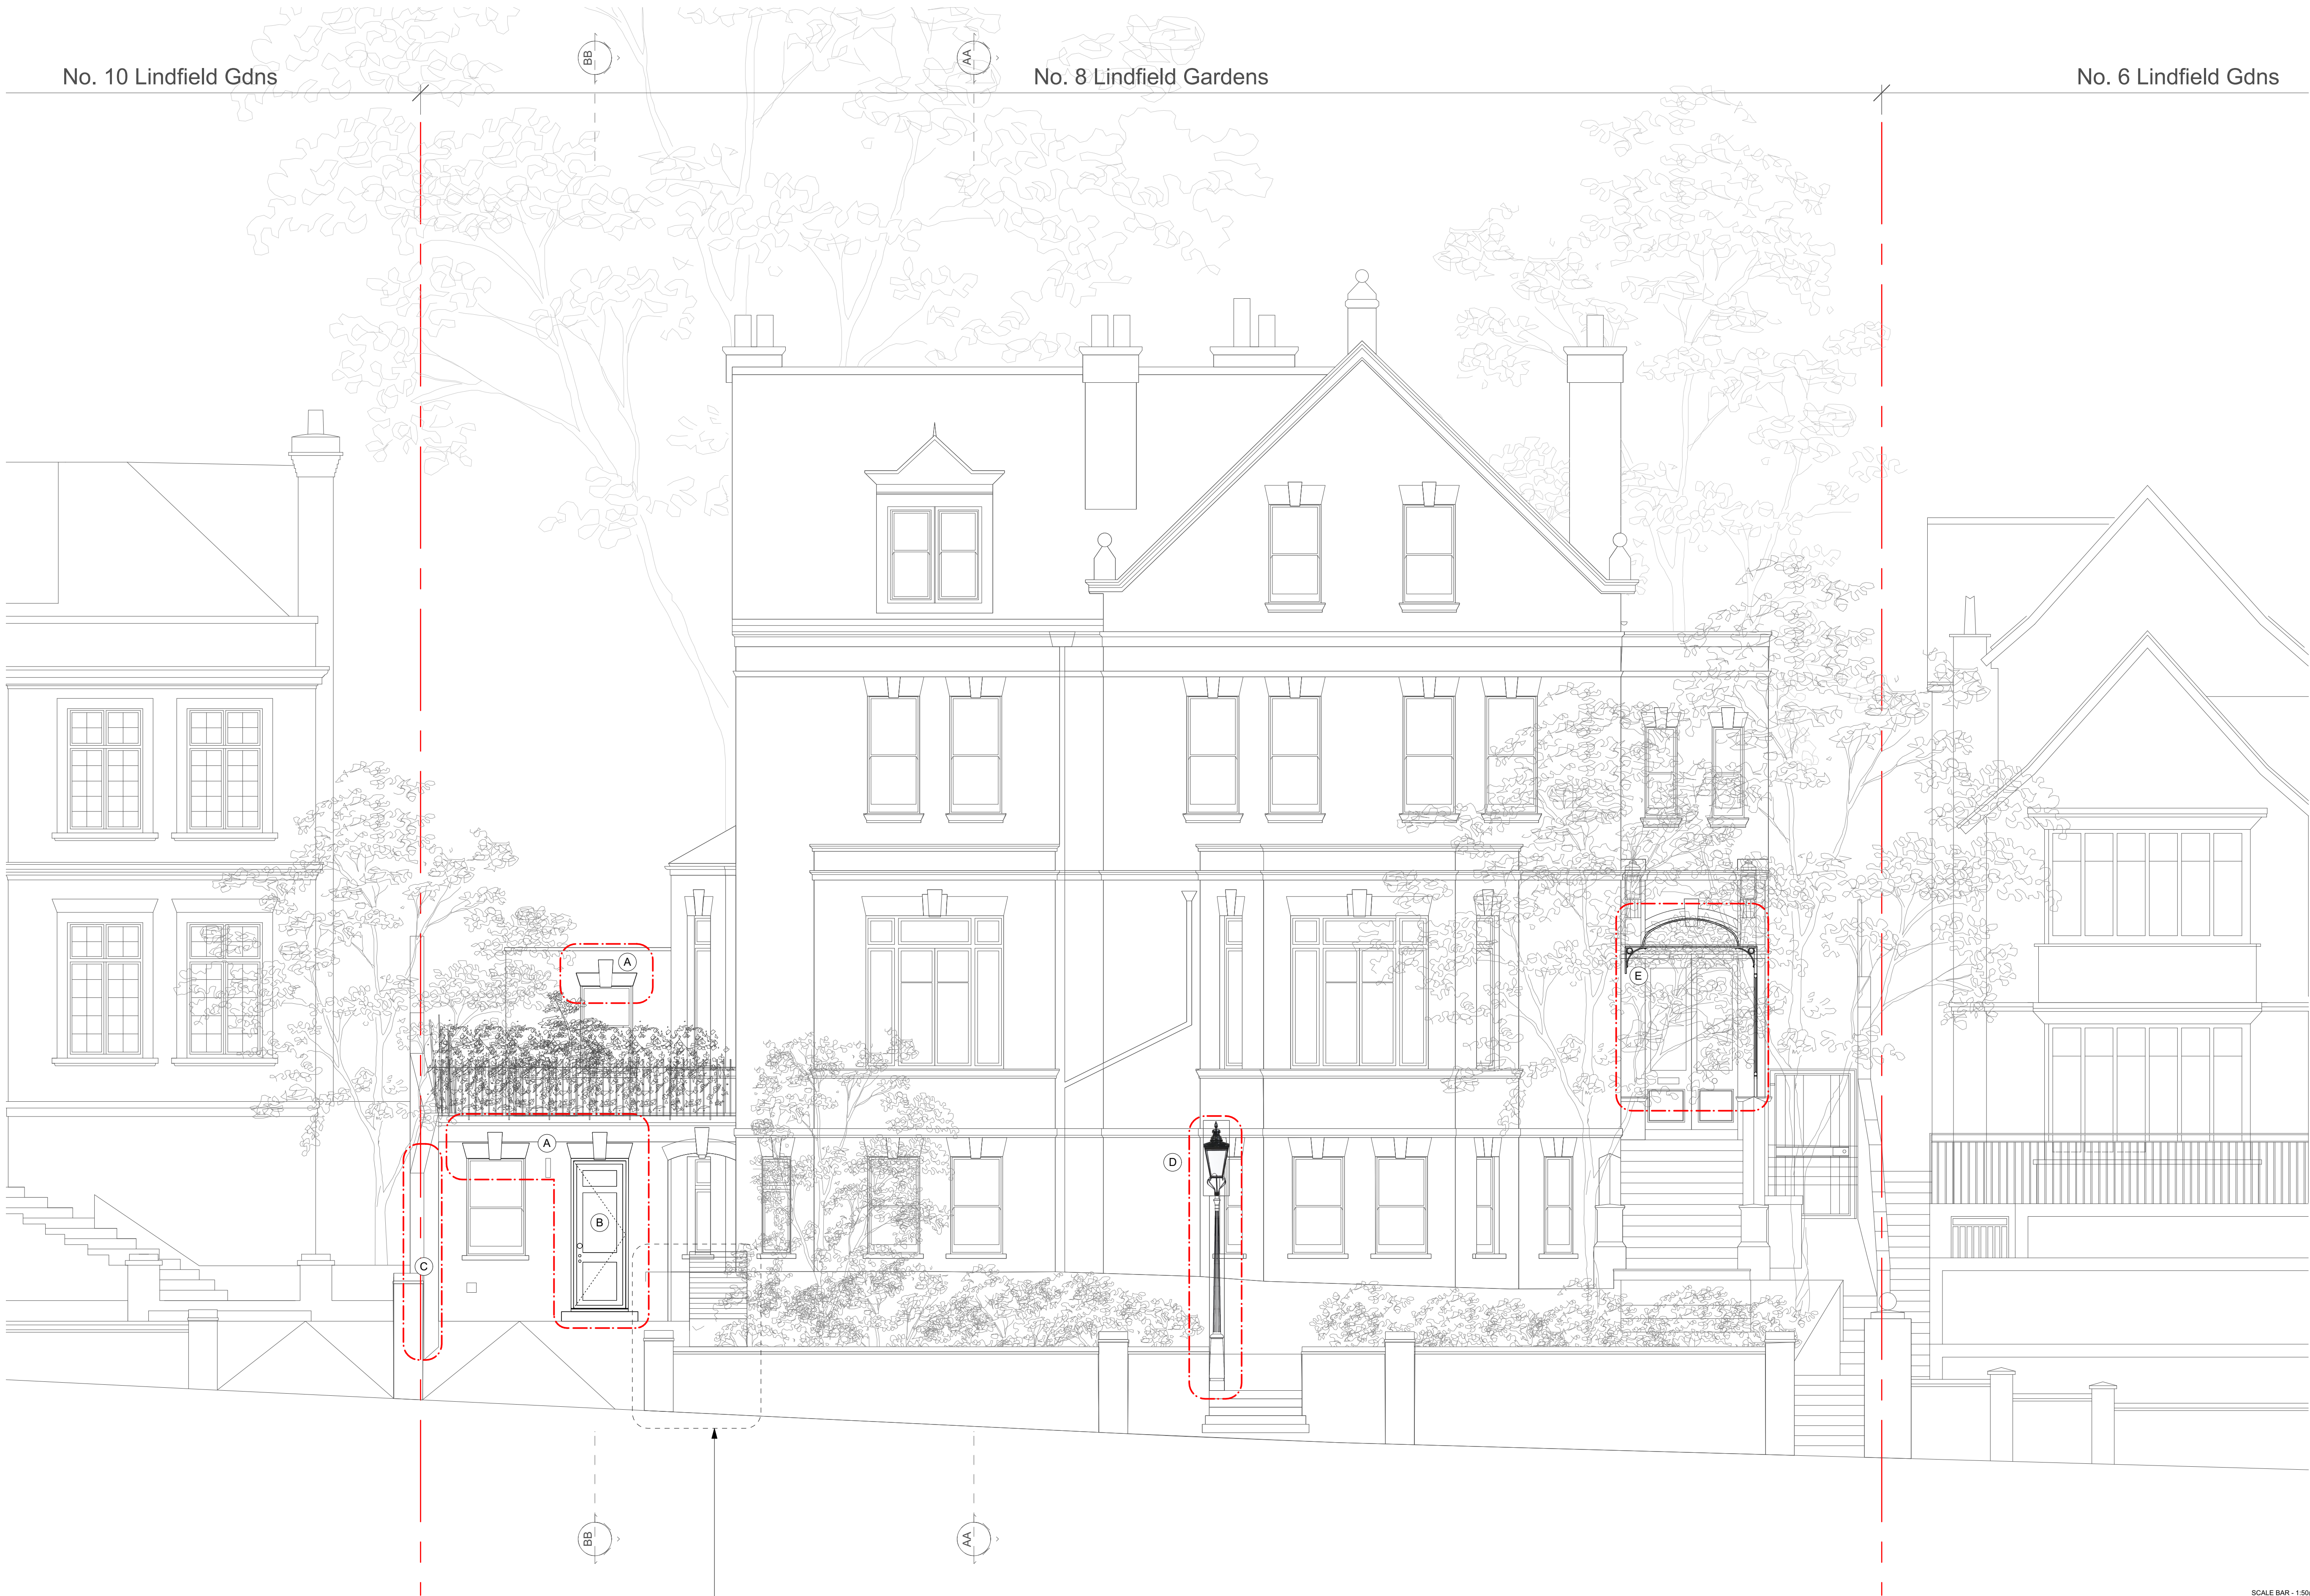 BB
AA
No. 10 Lindfield Gdns
No. 8 Lindfield Gardens
No. 6 Lindfield Gdns
A
E
A
D
B
C
BB
AA
SCALE BAR - 1:50